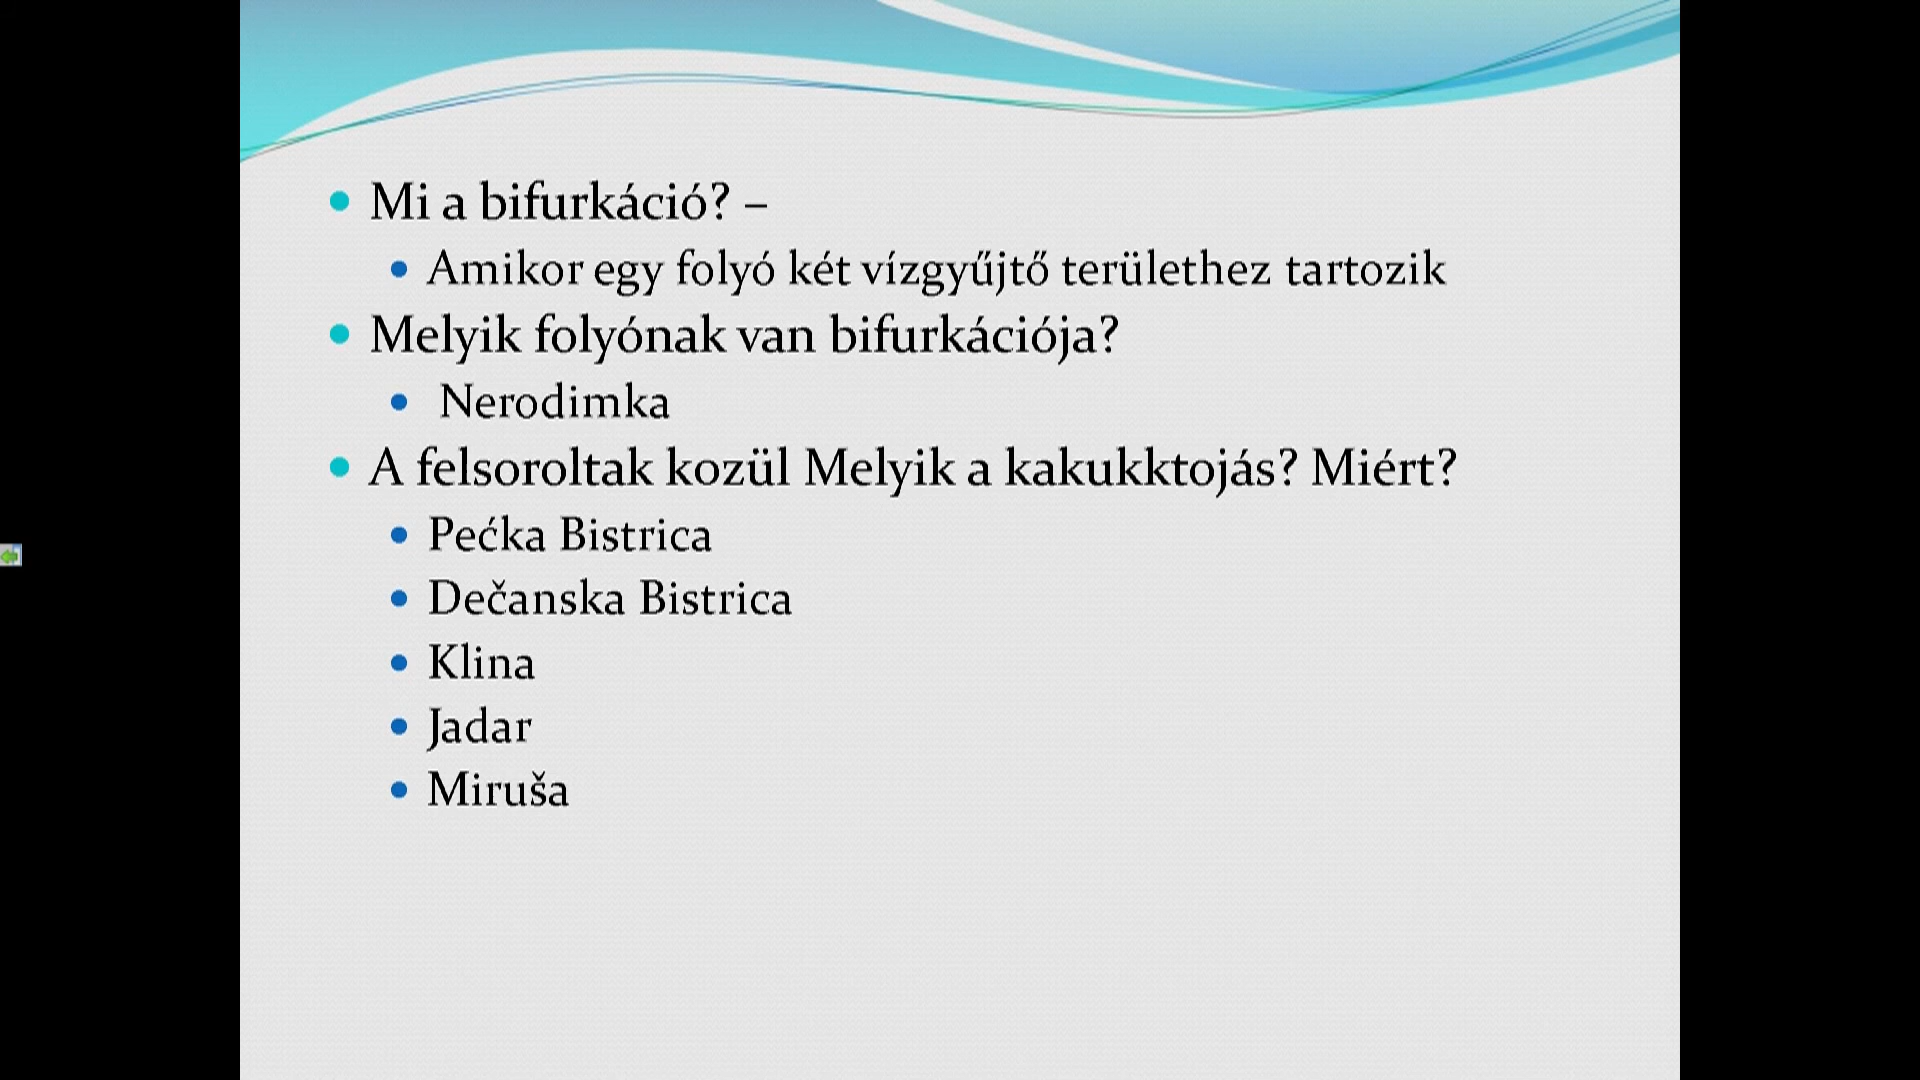 Mi a bifurkáció? –
Amikor egy folyó két vízgyűjtő területhez tartozik
Melyik folyónak van bifurkációja?
Nerodimka
A felsoroltak kozül Melyik a kakukktojás? Miért?
Pećka Bistrica
Dečanska Bistrica
Klina
Jadar
Miruša